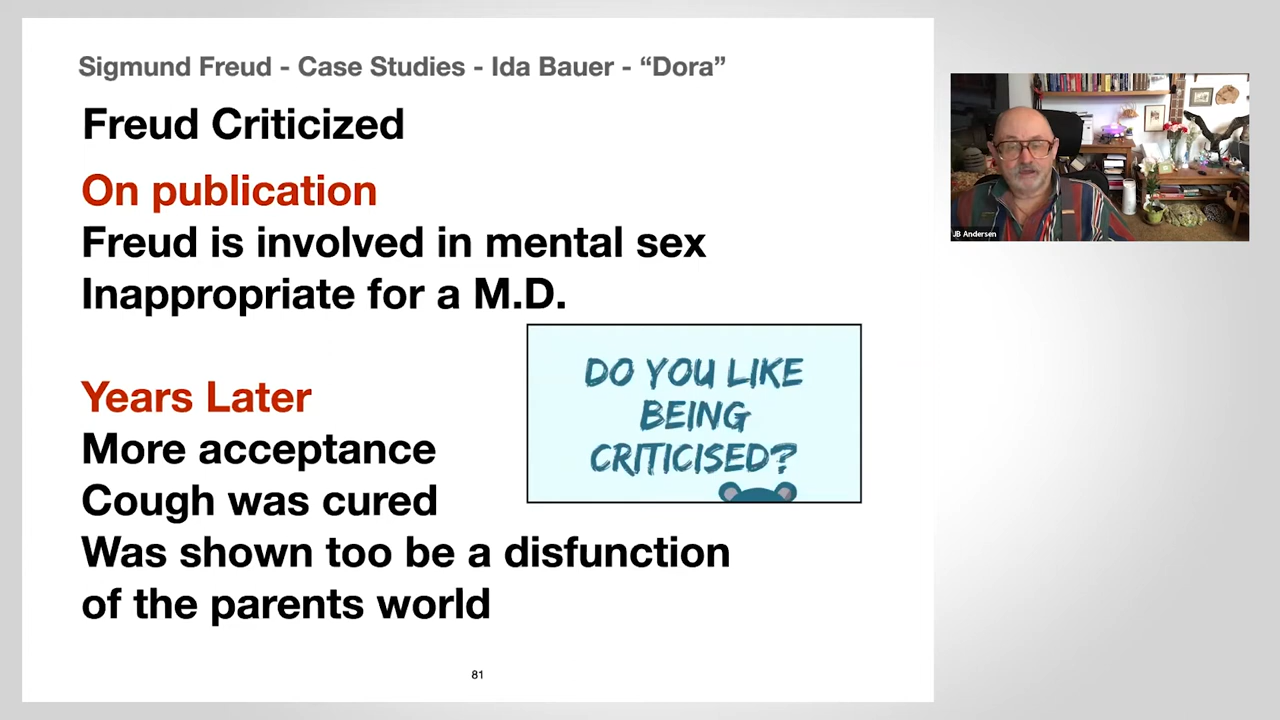 Sigmund Freud - Case Studies - Ida Bauer - “Dora”
Freud Criticized
On publication
Freud is involved in mental sex
Inappropriate for a M.D.
Years Later
More acceptance
Cough was cured
Was shown too be a disfunction
of the parents world
DO YOU LIKE
BEING
CRITICISED?
81
JB Andersen